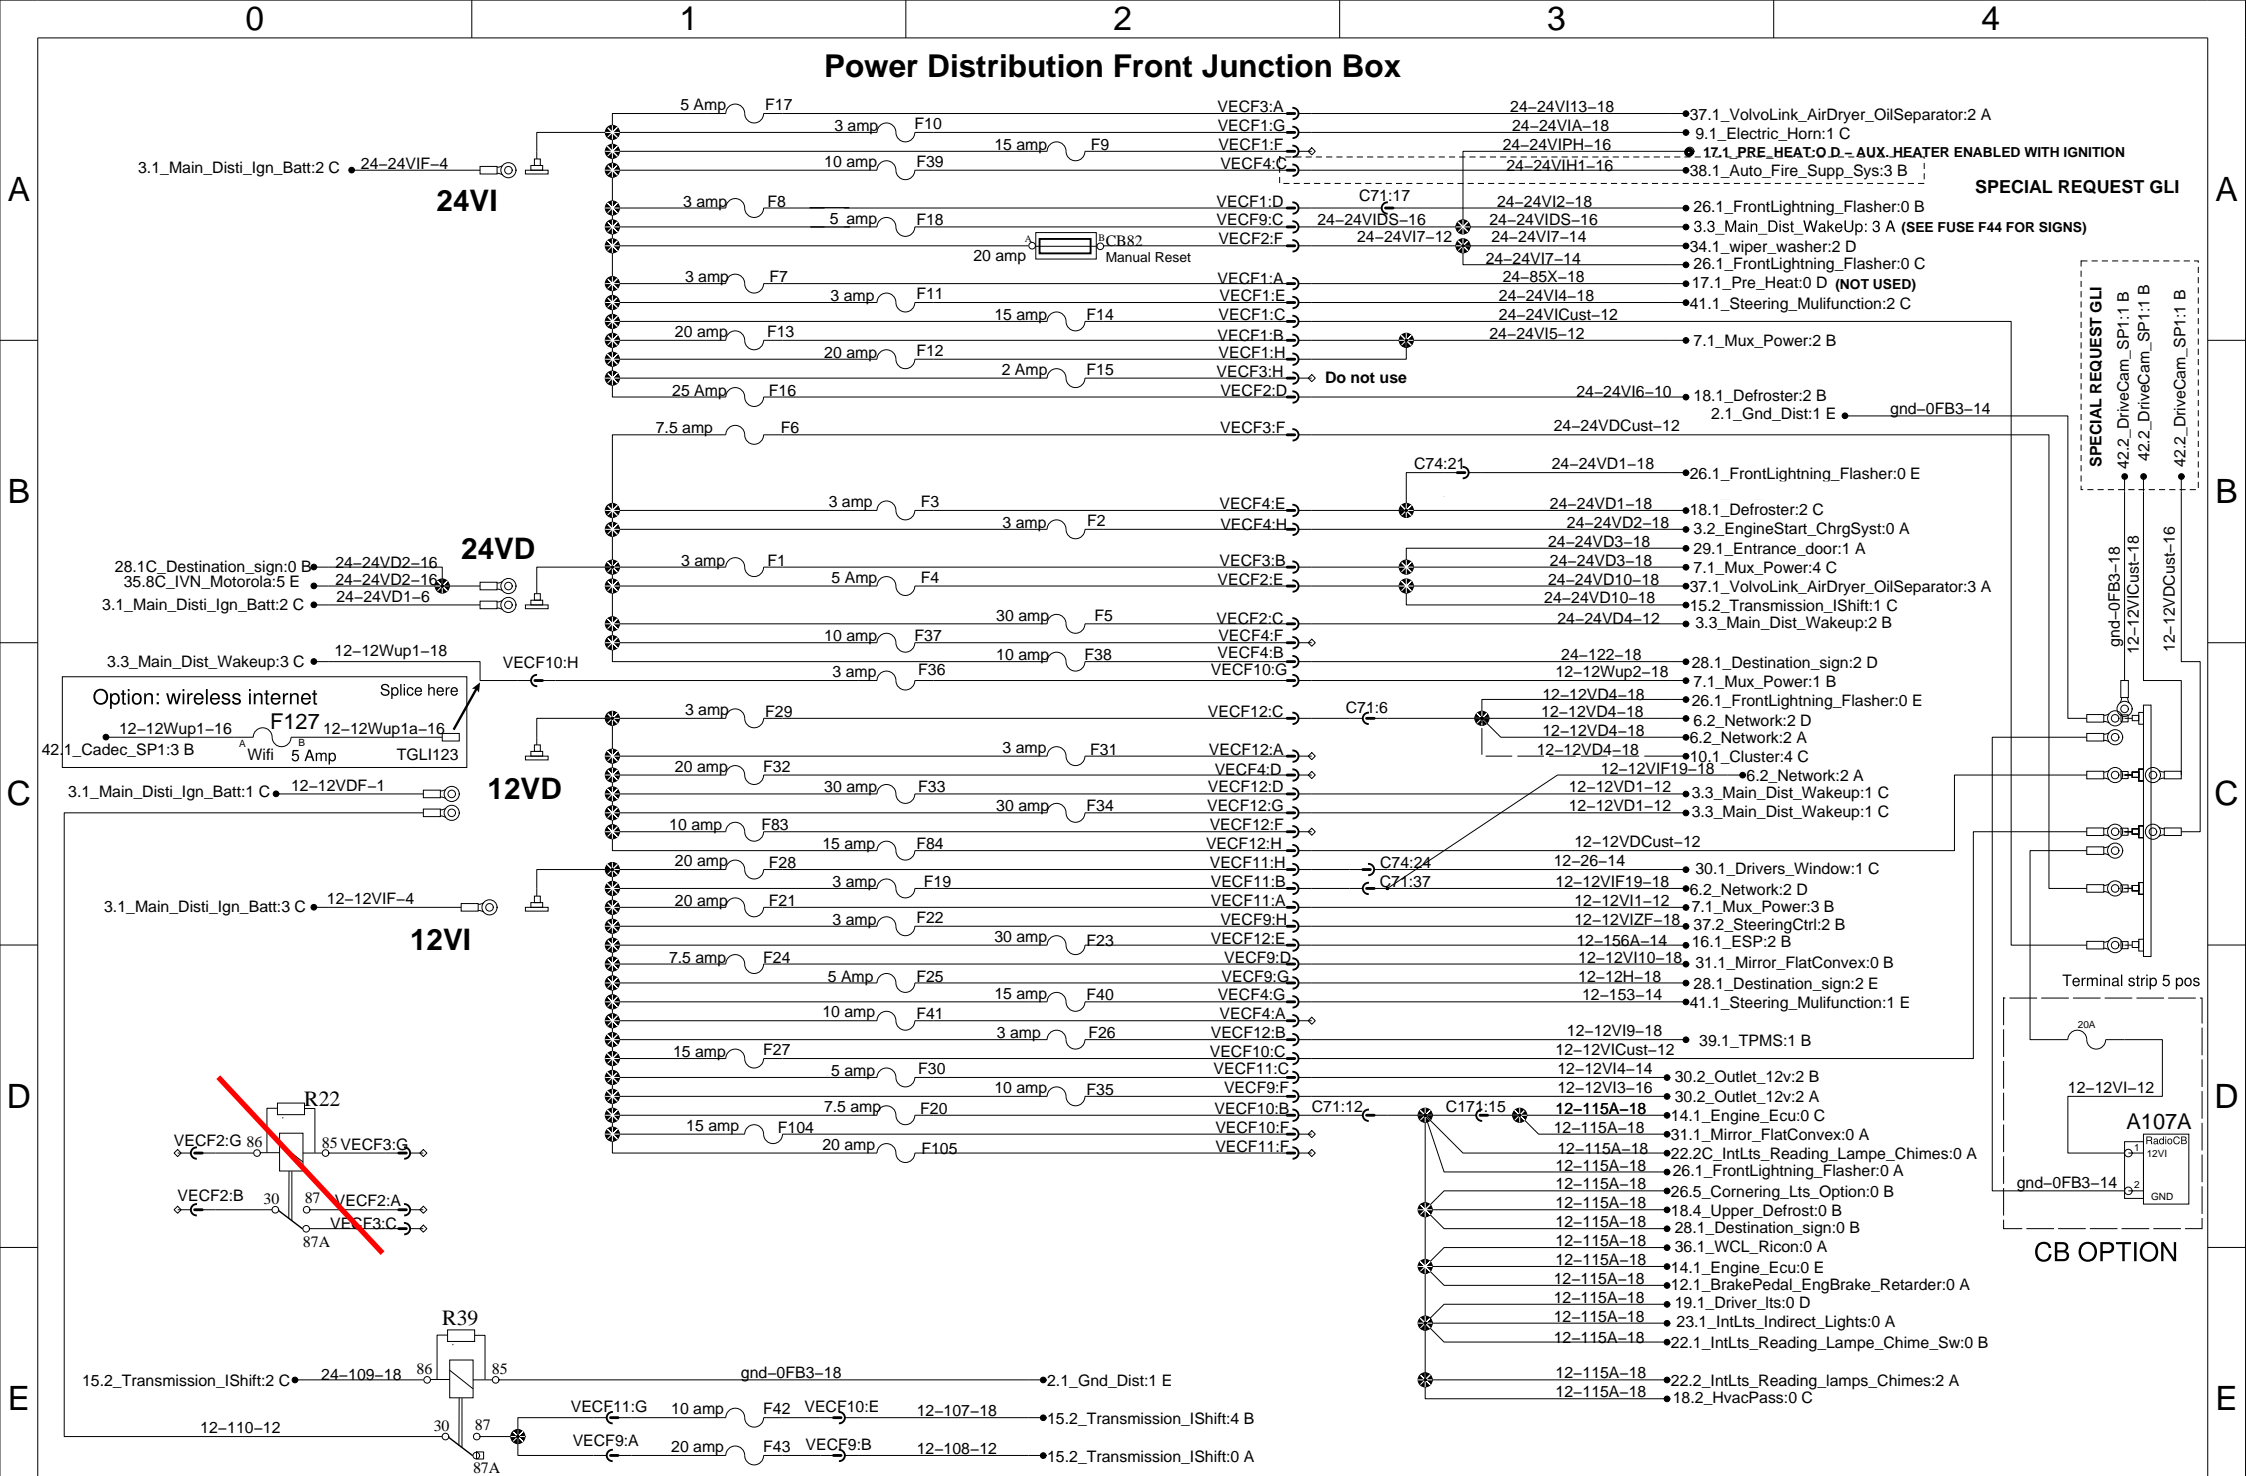 0 1 2 3 4
Power Distribution Front Junction Box
A A
5 Amp F17 VECF3:A 24-24VI13-18 37.1_VolvoLink_AirDryer_OilSeparator:2 A
3 amp F10 VECF1:G 24-24VIA-18 9.1_Electric_Horn:1 C
15 amp F9 VECF1:F 24-24VIPH-16 17.1_PRE_HEAT:O D - AUX. HEATER ENABLED WITH IGNITION
3.1_Main_Disti_Ign_Batt:2 C 24-24VIF-4 10 amp F39 VECF4:C 24-24VIH1-16 38.1_Auto_Fire_Supp_Sys:3 B
24VI
SPECIAL REQUEST GLI
3 amp F8 VECF1:D C71:17 24-24VI2-18 26.1_FrontLightning_Flasher:0 B
5 amp F18 VECF9:C 24-24VIDS-16 24-24VIDS-16 3.3_Main_Dist_WakeUp: 3 A (SEE FUSE F44 FOR SIGNS)
20 amp A B CB82 Manual Reset VECF2:F 24-24VI7-12 24-24VI7-14 34.1_wiper_washer:2 D
24-24VI7-14 26.1_FrontLightning_Flasher:0 C
3 amp F7 VECF1:A 24-85X-18 17.1_Pre_Heat:0 D (NOT USED)
3 amp F11 VECF1:E 24-24VI4-18 41.1_Steering_Mulifunction:2 C
15 amp F14 VECF1:C 24-24VICust-12
20 amp F13 VECF1:B 24-24VI5-12 7.1_Mux_Power:2 B
20 amp F12 VECF1:H
2 Amp F15 VECF3:H Do not use
25 Amp F16 VECF2:D 24-24VI6-10 18.1_Defroster:2 B
2.1_Gnd_Dist:1 E gnd-0FB3-14
SPECIAL REQUEST GLI
42.2_DriveCam_SP1:1 B
42.2_DriveCam_SP1:1 B
42.2_DriveCam_SP1:1 B
gnd-0FB3-18
12-12VICust-18
12-12VDCust-16
7.5 amp F6 VECF3:F 24-24VDCust-12
B B
C74:21 24-24VD1-18 26.1_FrontLightning_Flasher:0 E
3 amp F3 VECF4:E 24-24VD1-18 18.1_Defroster:2 C
3 amp F2 VECF4:H 24-24VD2-18 3.2_EngineStart_ChrgSyst:0 A
24VD
24-24VD3-18 29.1_Entrance_door:1 A
28.1C_Destination_sign:0 B 24-24VD2-16 3 amp F1 VECF3:B 24-24VD3-18 7.1_Mux_Power:4 C
35.8C_IVN_Motorola:5 E 24-24VD2-16 5 Amp F4 VECF2:E 24-24VD10-18 37.1_VolvoLink_AirDryer_OilSeparator:3 A
3.1_Main_Disti_Ign_Batt:2 C 24-24VD1-6 24-24VD10-18 15.2_Transmission_IShift:1 C
30 amp F5 VECF2:C 24-24VD4-12 3.3_Main_Dist_Wakeup:2 B
10 amp F37 VECF4:F
10 amp F38 VECF4:B 24-122-18 28.1_Destination_sign:2 D
3.3_Main_Dist_Wakeup:3 C 12-12Wup1-18 VECF10:H 3 amp F36 VECF10:G 12-12Wup2-18 7.1_Mux_Power:1 B
Option: wireless internet Splice here
12-12Wup1-16 F127 12-12Wup1a-16
42.1_Cadec_SP1:3 B A Wifi B 5 Amp TGLI123
12-12VD4-18 26.1_FrontLightning_Flasher:0 E
3 amp F29 VECF12:C C71:6 12-12VD4-18 6.2_Network:2 D
12-12VD4-18 6.2_Network:2 A
3 amp F31 VECF12:A 12-12VD4-18 10.1_Cluster:4 C
20 amp F32 VECF4:D 12-12VIF19-18 6.2_Network:2 A
12VD
C C
3.1_Main_Disti_Ign_Batt:1 C 12-12VDF-1 30 amp F33 VECF12:D 12-12VD1-12 3.3_Main_Dist_Wakeup:1 C
30 amp F34 VECF12:G 12-12VD1-12 3.3_Main_Dist_Wakeup:1 C
10 amp F83 VECF12:F
15 amp F84 VECF12:H 12-12VDCust-12
20 amp F28 VECF11:H C74:24 12-26-14 30.1_Drivers_Window:1 C
3 amp F19 VECF11:B C71:37 12-12VIF19-18 6.2_Network:2 D
3.1_Main_Disti_Ign_Batt:3 C 12-12VIF-4 20 amp F21 VECF11:A 12-12VI1-12 7.1_Mux_Power:3 B
12VI
3 amp F22 VECF9:H 12-12VIZF-18 37.2_SteeringCtrl:2 B
30 amp F23 VECF12:E 12-156A-14 16.1_ESP:2 B
7.5 amp F24 VECF9:D 12-12VI10-18 31.1_Mirror_FlatConvex:0 B
5 Amp F25 VECF9:G 12-12H-18 28.1_Destination_sign:2 E
Terminal strip 5 pos
15 amp F40 VECF4:G 12-153-14 41.1_Steering_Mulifunction:1 E
10 amp F41 VECF4:A
3 amp F26 VECF12:B 12-12VI9-18 39.1_TPMS:1 B
15 amp F27 VECF10:C 12-12VICust-12
5 amp F30 VECF11:C 12-12VI4-14 30.2_Outlet_12v:2 B
10 amp F35 VECF9:F 12-12VI3-16 30.2_Outlet_12v:2 A
D D
7.5 amp F20 VECF10:B C71:12 C171:15 12-115A-18 14.1_Engine_Ecu:0 C
15 amp F104 VECF10:F 12-115A-18 31.1_Mirror_FlatConvex:0 A
20 amp F105 VECF11:F 12-115A-18 22.2C_IntLts_Reading_Lampe_Chimes:0 A
12-115A-18 26.1_FrontLightning_Flasher:0 A
12-115A-18 26.5_Cornering_Lts_Option:0 B
12-115A-18 18.4_Upper_Defrost:0 B
12-115A-18 28.1_Destination_sign:0 B
12-115A-18 36.1_WCL_Ricon:0 A
12-115A-18 14.1_Engine_Ecu:0 E
12-115A-18 12.1_BrakePedal_EngBrake_Retarder:0 A
12-115A-18 19.1_Driver_lts:0 D
12-115A-18 23.1_IntLts_Indirect_Lights:0 A
12-115A-18 22.1_IntLts_Reading_Lampe_Chime_Sw:0 B
12-115A-18 22.2_IntLts_Reading_lamps_Chimes:2 A
12-115A-18 18.2_HvacPass:0 C
20A
12-12VI-12
A107A
RadioCB
1 12VI
gnd-0FB3-14 2 GND
CB OPTION
R22
VECF2:G 86 85 VECF3:G
VECF2:B 30 87 VECF2:A
VECF3:C
87A
E E
R39
15.2_Transmission_IShift:2 C 24-109-18 86 85 gnd-0FB3-18 2.1_Gnd_Dist:1 E
VECF11:G 10 amp F42 VECF10:E 12-107-18 15.2_Transmission_IShift:4 B
12-110-12 30 87
VECF9:A 20 amp F43 VECF9:B 12-108-12 15.2_Transmission_IShift:0 A
87A